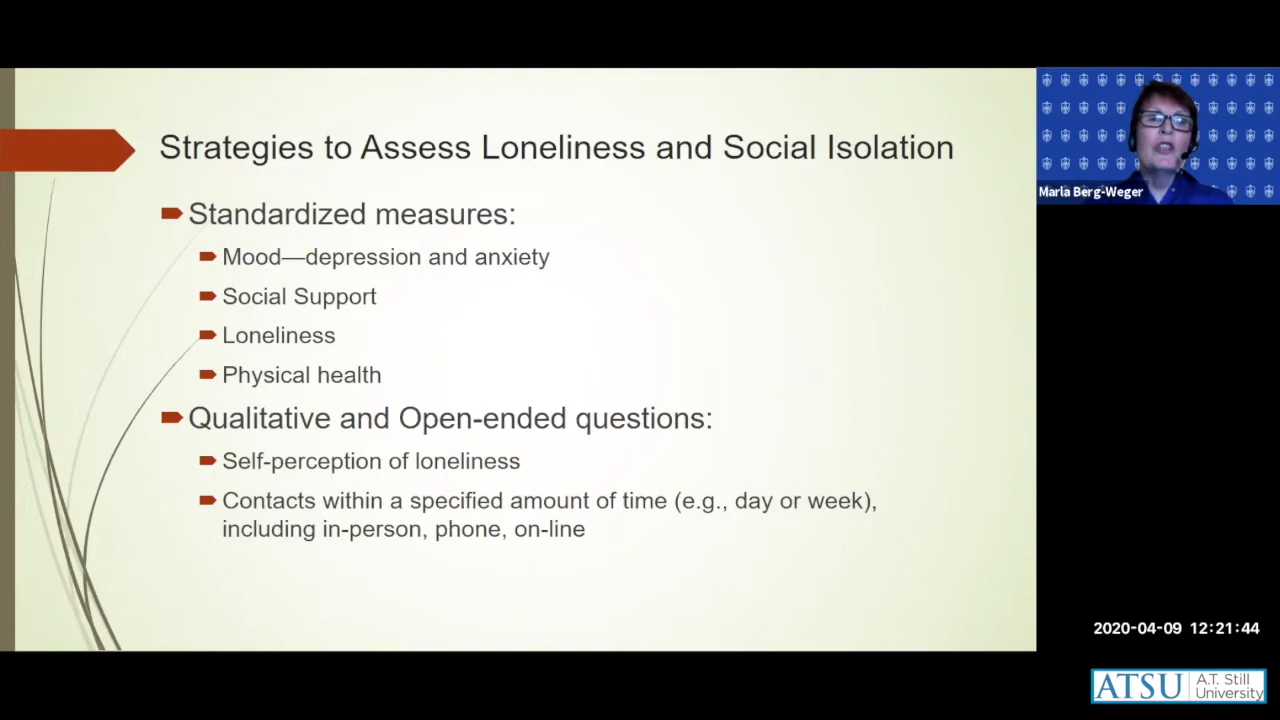 Strategies to Assess Loneliness and Social Isolation
Standardized measures:
Mood—depression and anxiety
Social Support
Loneliness
Physical health
Qualitative and Open-ended questions:
Self-perception of loneliness
Contacts within a specified amount of time (e.g., day or week),
including in-person, phone, on-line
Marla Berg-Weger
2020-04-09 12:21:44
ATSU
A.T. Still
University